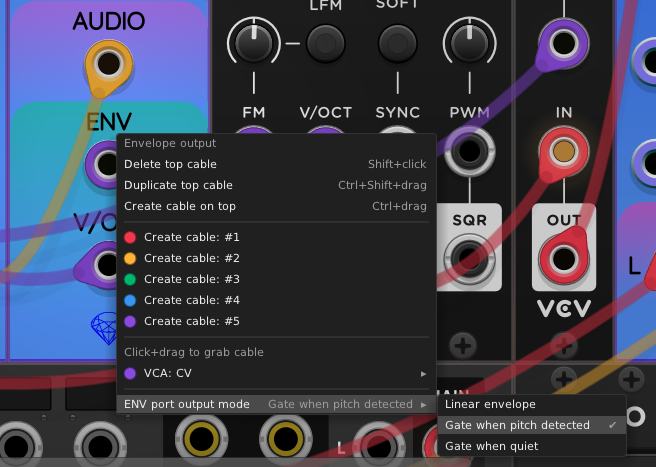 LFM SOFT
AUDIO
FM V/OCT SYNC PWM IN
ENV
Envelope output
Delete top cable Shift+click
Duplicate top cable Ctrl+Shift+drag
Create cable on top Ctrl+drag
V/O
SQR OUT
Create cable: #1
Create cable: #2
Create cable: #3
Create cable: #4
Create cable: #5
L
VCV
Click+drag to grab cable
VCA: CV ▸
ENV port output mode Gate when pitch detected ▸
Linear envelope
Gate when pitch detected ✔
Gate when quiet
L